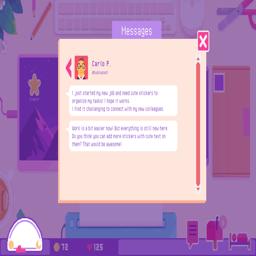 Messages
Carlo P.
I just started my new job and need cute stickers to
organize my tasks! I hope it works.
I find it challenging to connect with my new colleagues.
Work is a bit easier now! But everything is still new here.
Do you think you can add more stickers with cute text on
them? That would be awesome!
72
125